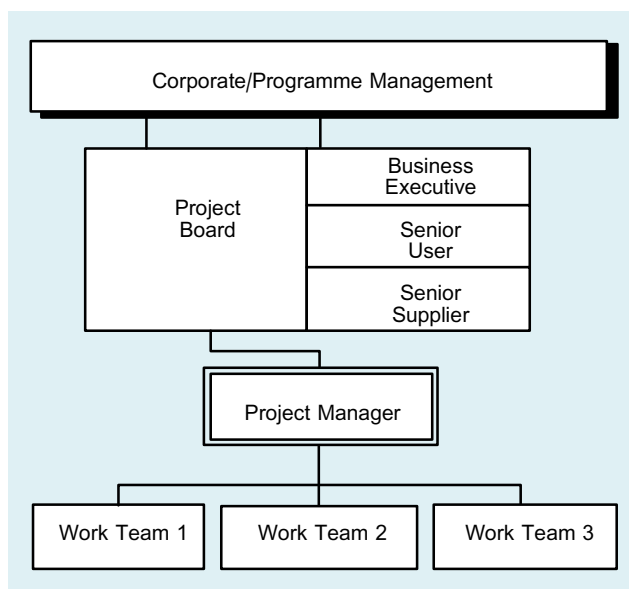 Corporate/Programme Management
Project
Board
Business
Executive
Senior
User
Senior
Supplier
Project Manager
Work Team 1
Work Team 2
Work Team 3